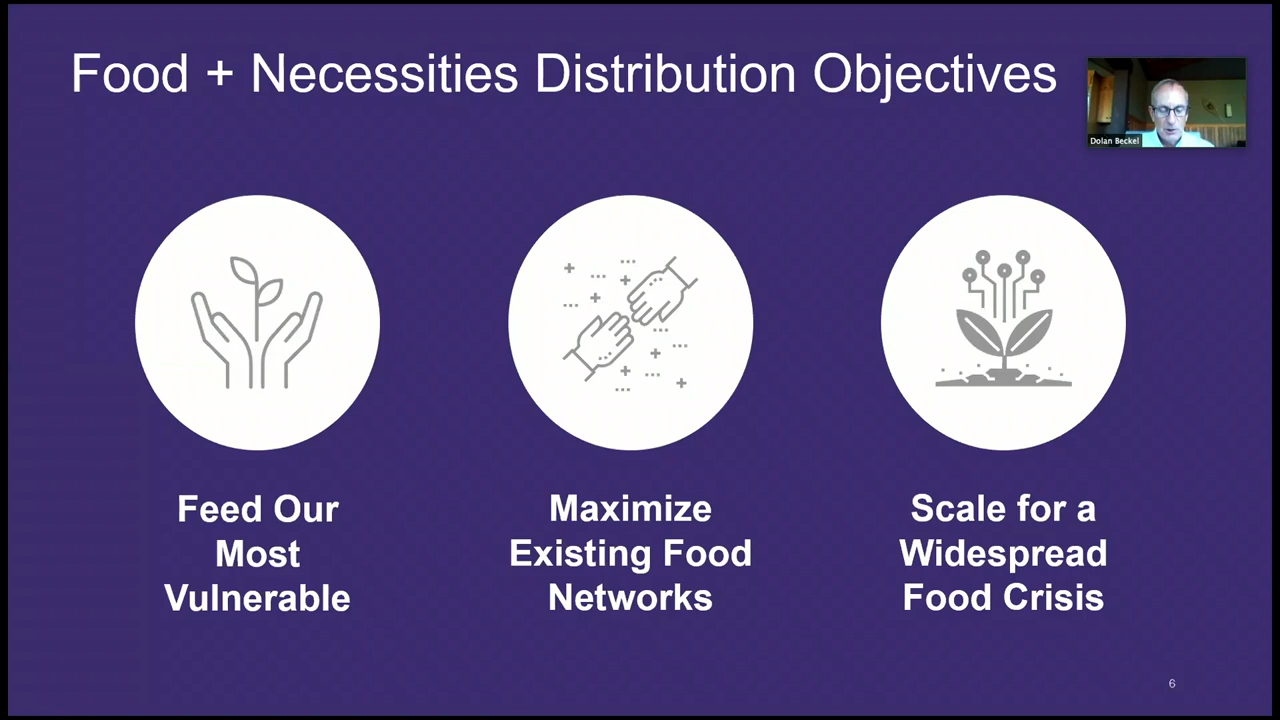 Food + Necessities Distribution Objectives
Dolan Beckel
Feed Our
Most
Vulnerable
Maximize
Existing Food
Networks
Scale for a
Widespread
Food Crisis
6